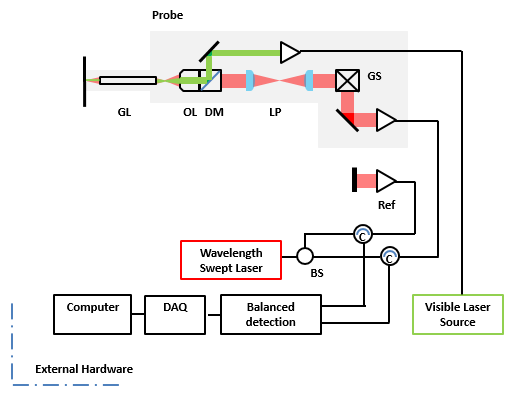 Probe
GS
GL
OL
DM
LP
Ref
C
Wavelength
Swept Laser
BS
C
Computer
DAQ
Balanced
detection
Visible Laser
Source
External Hardware